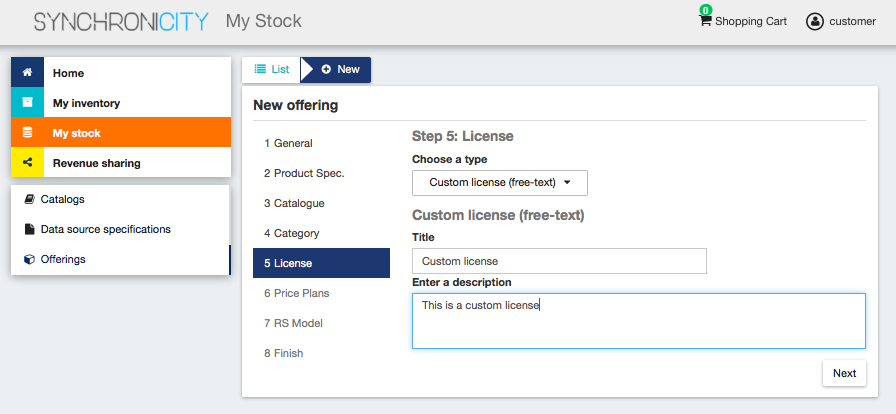 SYNCHRONICITY My Stock 0 Shopping Cart customer
Home
My inventory
My stock
Revenue sharing
Catalogs
Data source specifications
Offerings
List New
New offering
1 General
2 Product Spec.
3 Catalogue
4 Category
5 License
6 Price Plans
7 RS Model
8 Finish
Step 5: License
Choose a type
Custom license (free-text)
Custom license (free-text)
Title
Custom license
Enter a description
This is a custom license
Next